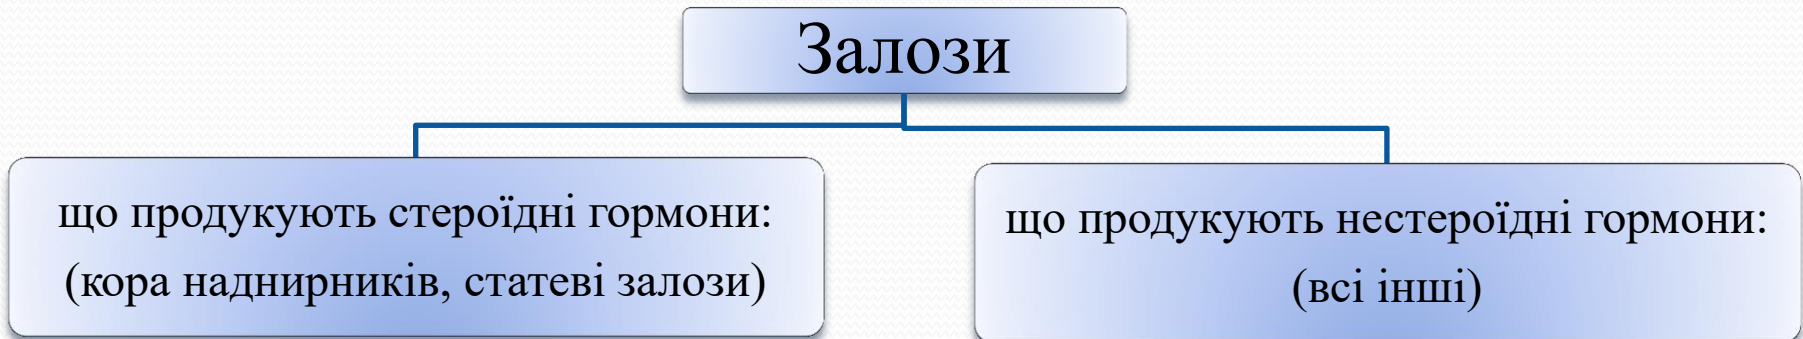 Залози
що продукують стероїдні гормони:
(кора наднирників, статеві залози)
що продукують нестероїдні гормони:
(всі інші)